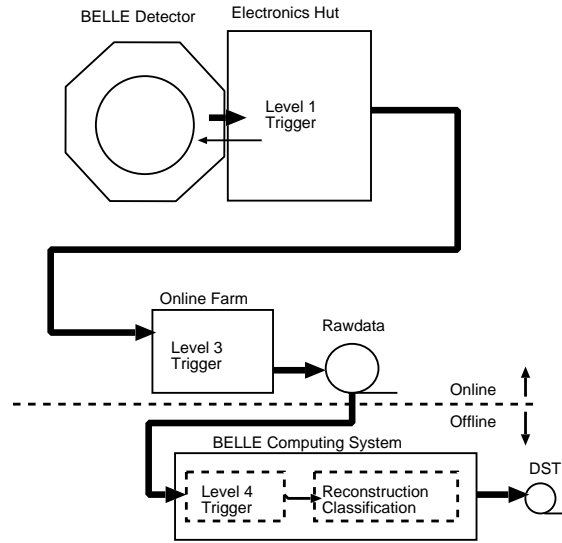 BELLE Detector
Electronics Hut
Level 1
Trigger
Online Farm
Rawdata
Level 3
Trigger
Online
Offline
BELLE Computing System
DST
Level 4
Trigger
Reconstruction
Classification